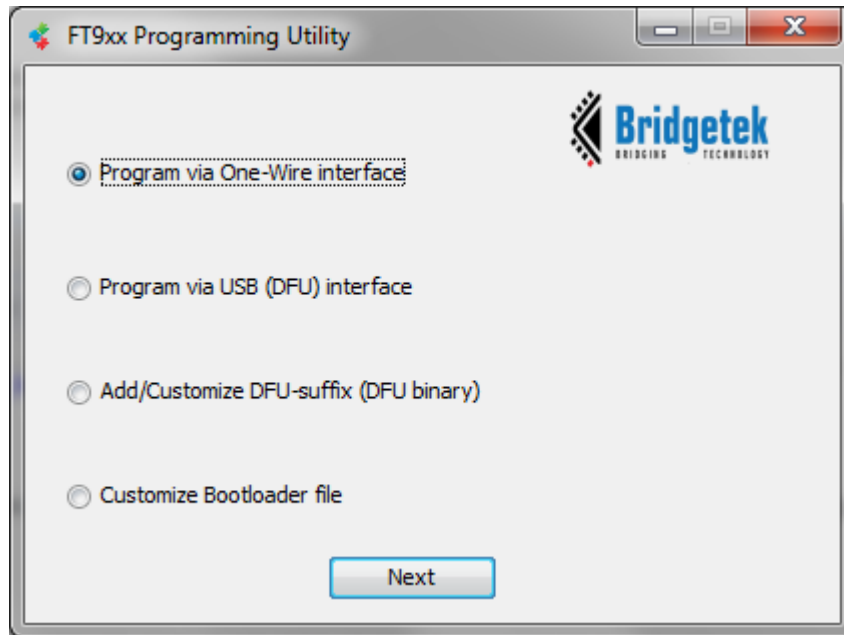 FT9xx Programming Utility
Bridgetek
BRIDGING TECHNOLOGY
Program via One-Wire interface
Program via USB (DFU) interface
Add/Customize DFU-suffix (DFU binary)
Customize Bootloader file
Next